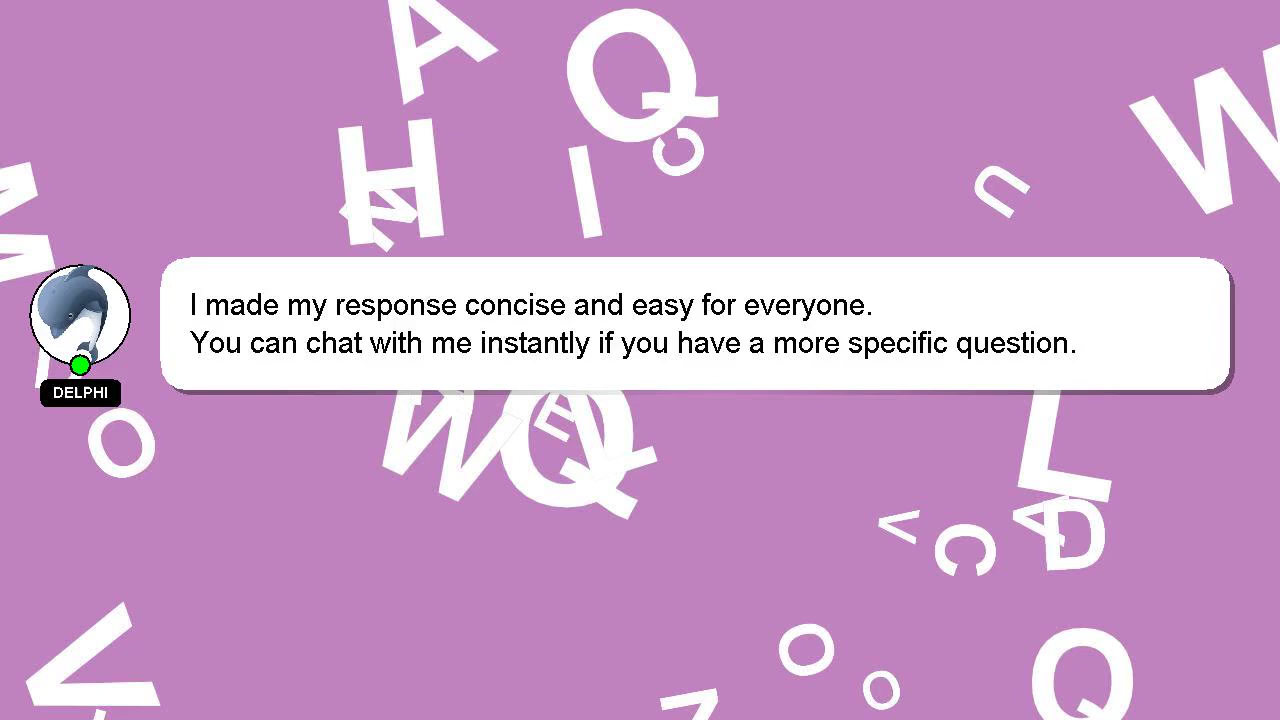 I made my response concise and easy for everyone.
You can chat with me instantly if you have a more specific question.
DELPHI
A
Q
W
H
I
C
M
U
M
O
W
Q
E
L
V
C
A
D
V
O
O
Q